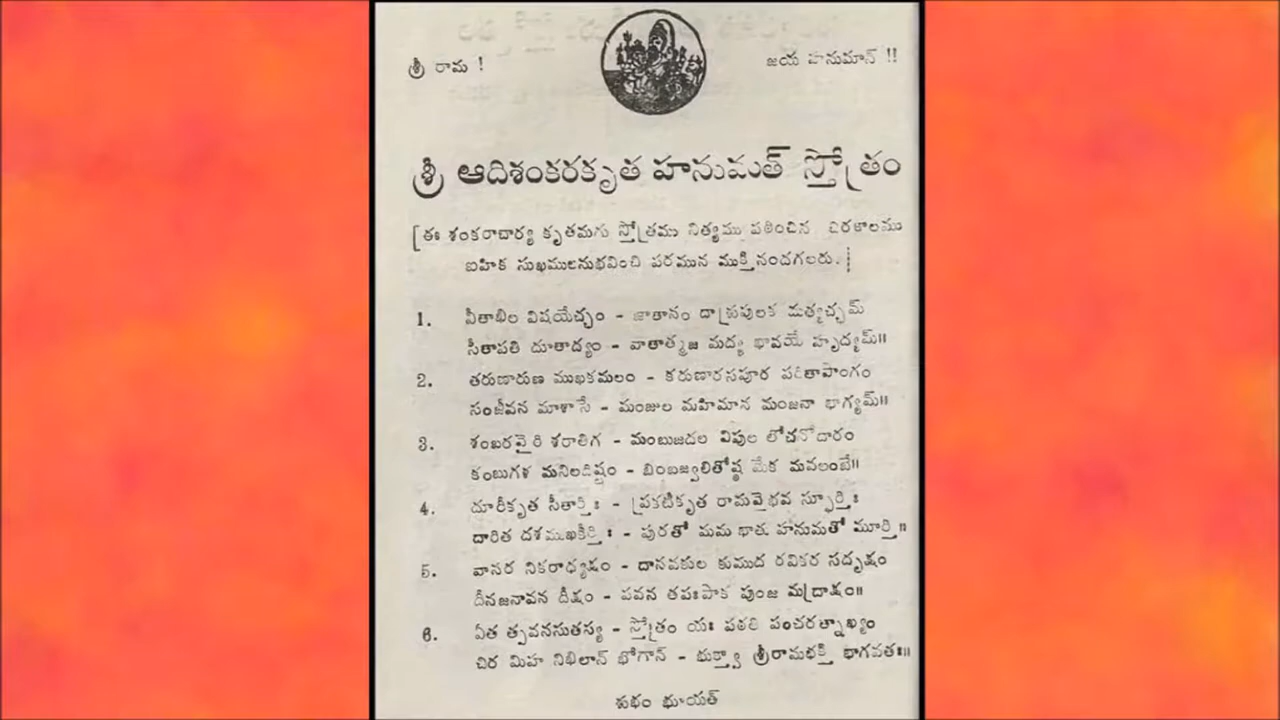 శ్రీ రామ !
జయ హనుమాన్ !!
శ్రీ ఆదిశంకరకృత హనుమత్ స్తోత్రం
[ఈ శంకరాచార్య కృతమగు స్తోత్రము నిత్యము పఠించిన చిరకాలము
ఐహిక సుఖములనుభవించి పరమున ముక్తినందగలరు.]
1. వీతాఖిల విషయేచ్ఛం - జాతానం దాశ్రుపులక మత్యచ్ఛమ్
సీతాపతి దూతాద్యం - వాతాత్మజ మద్య భావయే హృద్యమ్॥
2. తరుణారుణ ముఖకమలం - కరుణారసపూర పరితాపాంగం
సంజీవన మాశాసే - మంజుల మహిమాన మంజనా భాగ్యమ్॥
3. శంబరవైరి శరాతిగ - మంబుజదల విపుల లోచనోదారం
కంబుగళ మనిలదిష్టం - బింబజ్వలితోష్ఠ మేక మవలంబే॥
4. దూరీకృత సీతార్తిః - ప్రకటికృత రామవైభవ స్ఫూర్తిః
దారిత దశముఖకీర్తిః - పురతో మమ భాతు హనుమతో మూర్తి॥
5. వానర నికరాధ్యక్షం - దానవకుల కుముద రవికర సదృక్షం
దీనజనావన దీక్షం - పవన తపఃపాక పుంజ మద్రాక్షం॥
6. ఏత త్పవనసుతస్య - స్తోత్రం యః పఠతి పంచరత్నాఖ్యం
చిర మిహ నిఖిలాన్ భోగాన్ - భుక్త్వా శ్రీరామభక్తి భాగవతః॥
శుభం భూయత్